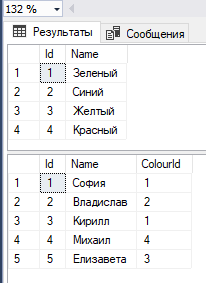 132 %
Результаты Сообщения
Id Name
1 1 Зеленый
2 2 Синий
3 3 Желтый
4 4 Красный
Id Name ColourId
1 1 София 1
2 2 Владислав 2
3 3 Кирилл 1
4 4 Михаил 4
5 5 Елизавета 3